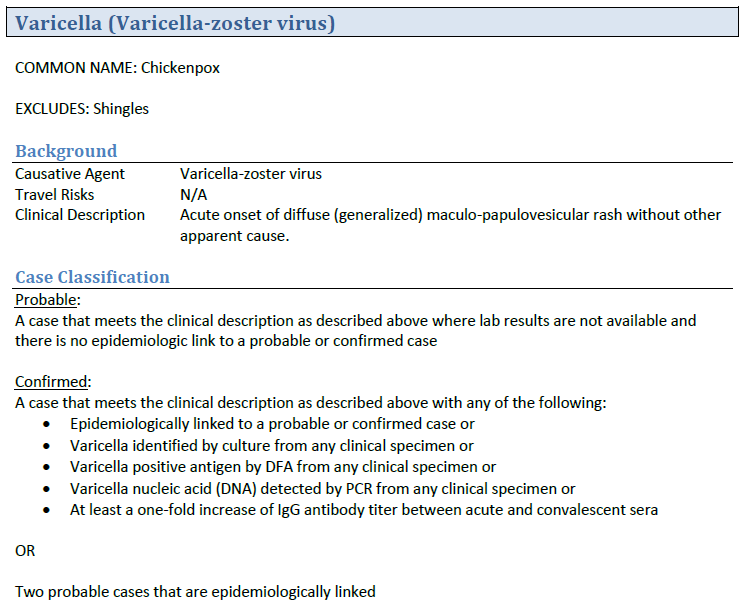 Varicella (Varicella-zoster virus)
COMMON NAME: Chickenpox
EXCLUDES: Shingles
Background
Causative Agent Varicella-zoster virus
Travel Risks N/A
Clinical Description Acute onset of diffuse (generalized) maculo-papulovesicular rash without other
apparent cause.
Case Classification
Probable:
A case that meets the clinical description as described above where lab results are not available and
there is no epidemiologic link to a probable or confirmed case
Confirmed:
A case that meets the clinical description as described above with any of the following:
• Epidemiologically linked to a probable or confirmed case or
• Varicella identified by culture from any clinical specimen or
• Varicella positive antigen by DFA from any clinical specimen or
• Varicella nucleic acid (DNA) detected by PCR from any clinical specimen or
• At least a one-fold increase of IgG antibody titer between acute and convalescent sera
OR
Two probable cases that are epidemiologically linked